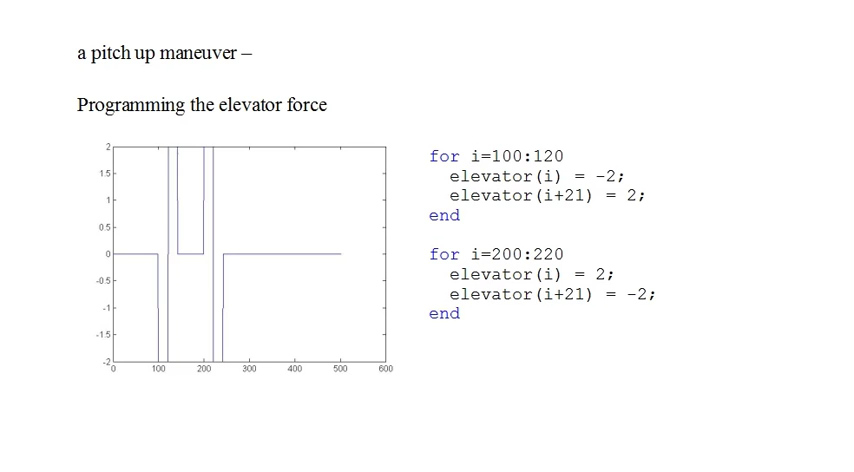 a pitch up maneuver –
Programming the elevator force
2
1.5
1
0.5
0
-0.5
-1
-1.5
-2
0 100 200 300 400 500 600
for i=100:120
elevator(i) = -2;
elevator(i+21) = 2;
end
for i=200:220
elevator(i) = 2;
elevator(i+21) = -2;
end